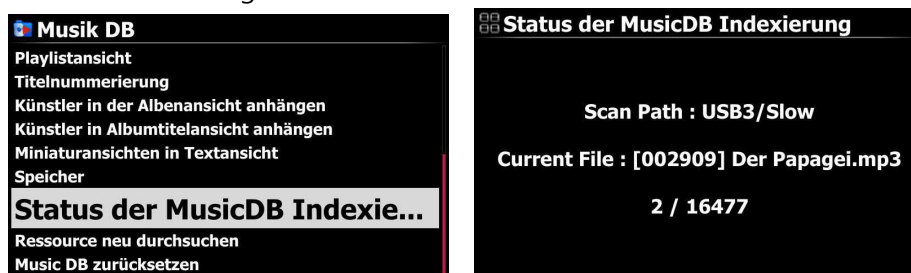 Musik DB
Playlistansicht
Titelnummerierung
Künstler in der Albenansicht anhängen
Künstler in Albumtitelansicht anhängen
Miniaturansichten in Textansicht
Speicher
Status der MusicDB Indexie...
Ressource neu durchsuchen
Music DB zurücksetzen
Status der MusicDB Indexierung
Scan Path : USB3/Slow
Current File : [002909] Der Papagei.mp3
2 / 16477